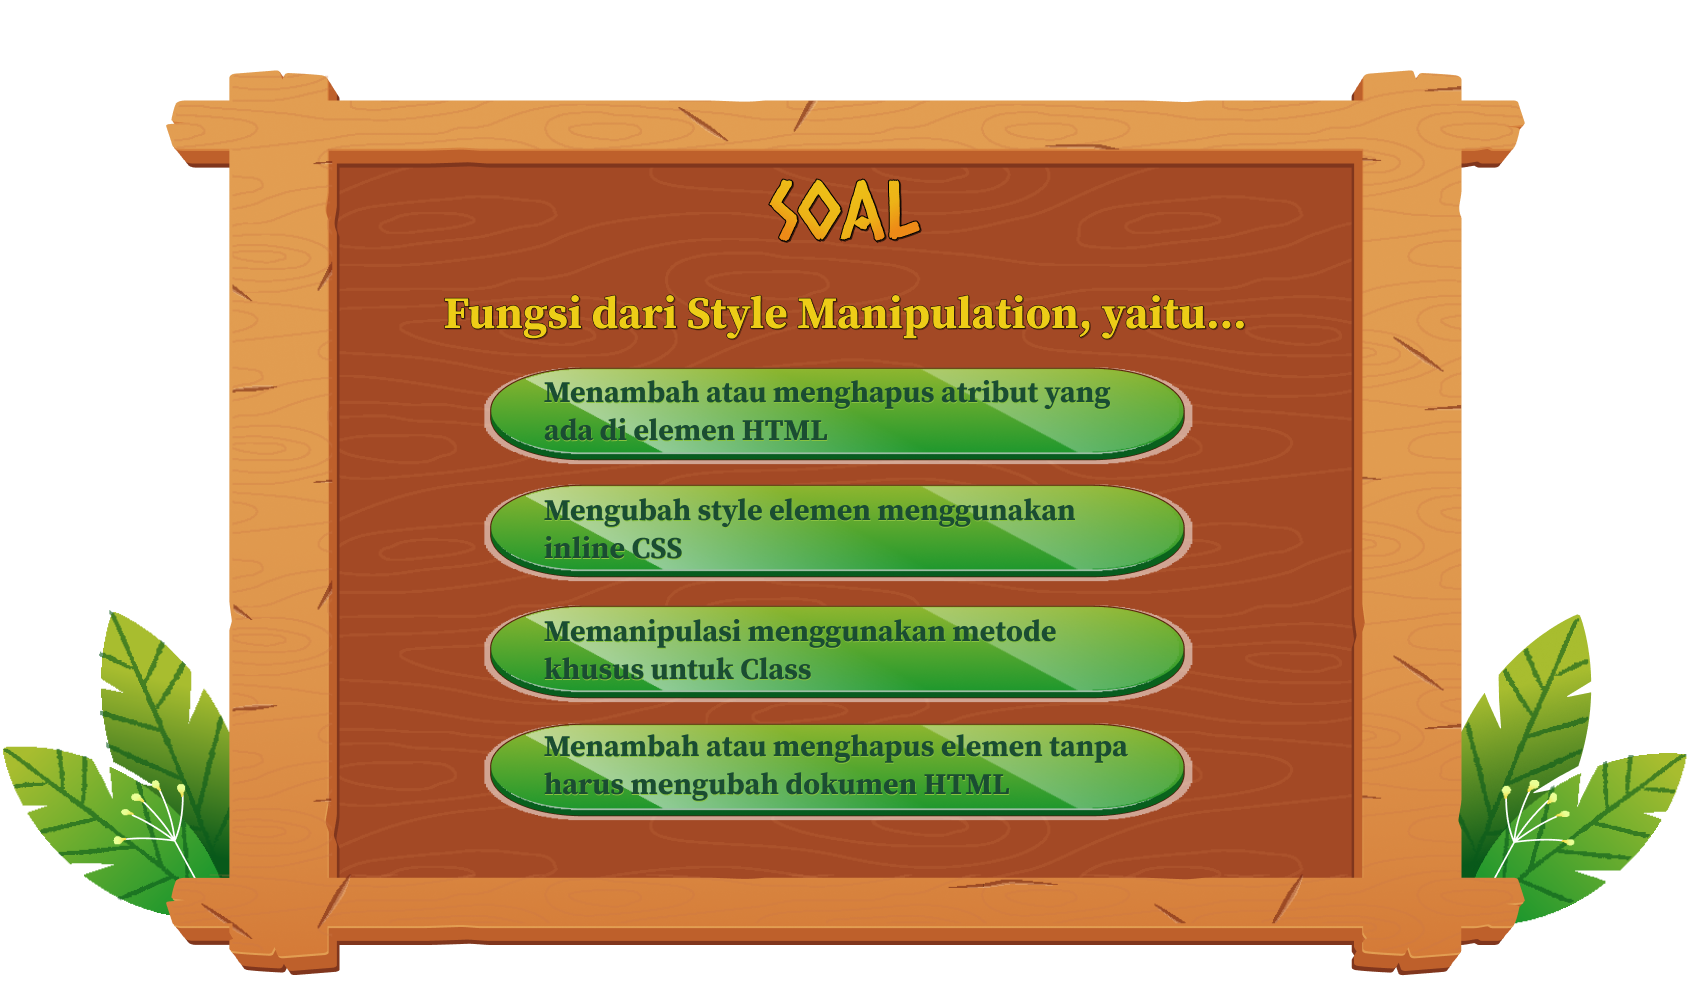 SOAL
Fungsi dari Style Manipulation, yaitu...
Menambah atau menghapus atribut yang
ada di elemen HTML
Mengubah style elemen menggunakan
inline CSS
Memanipulasi menggunakan metode
khusus untuk Class
Menambah atau menghapus elemen tanpa
harus mengubah dokumen HTML